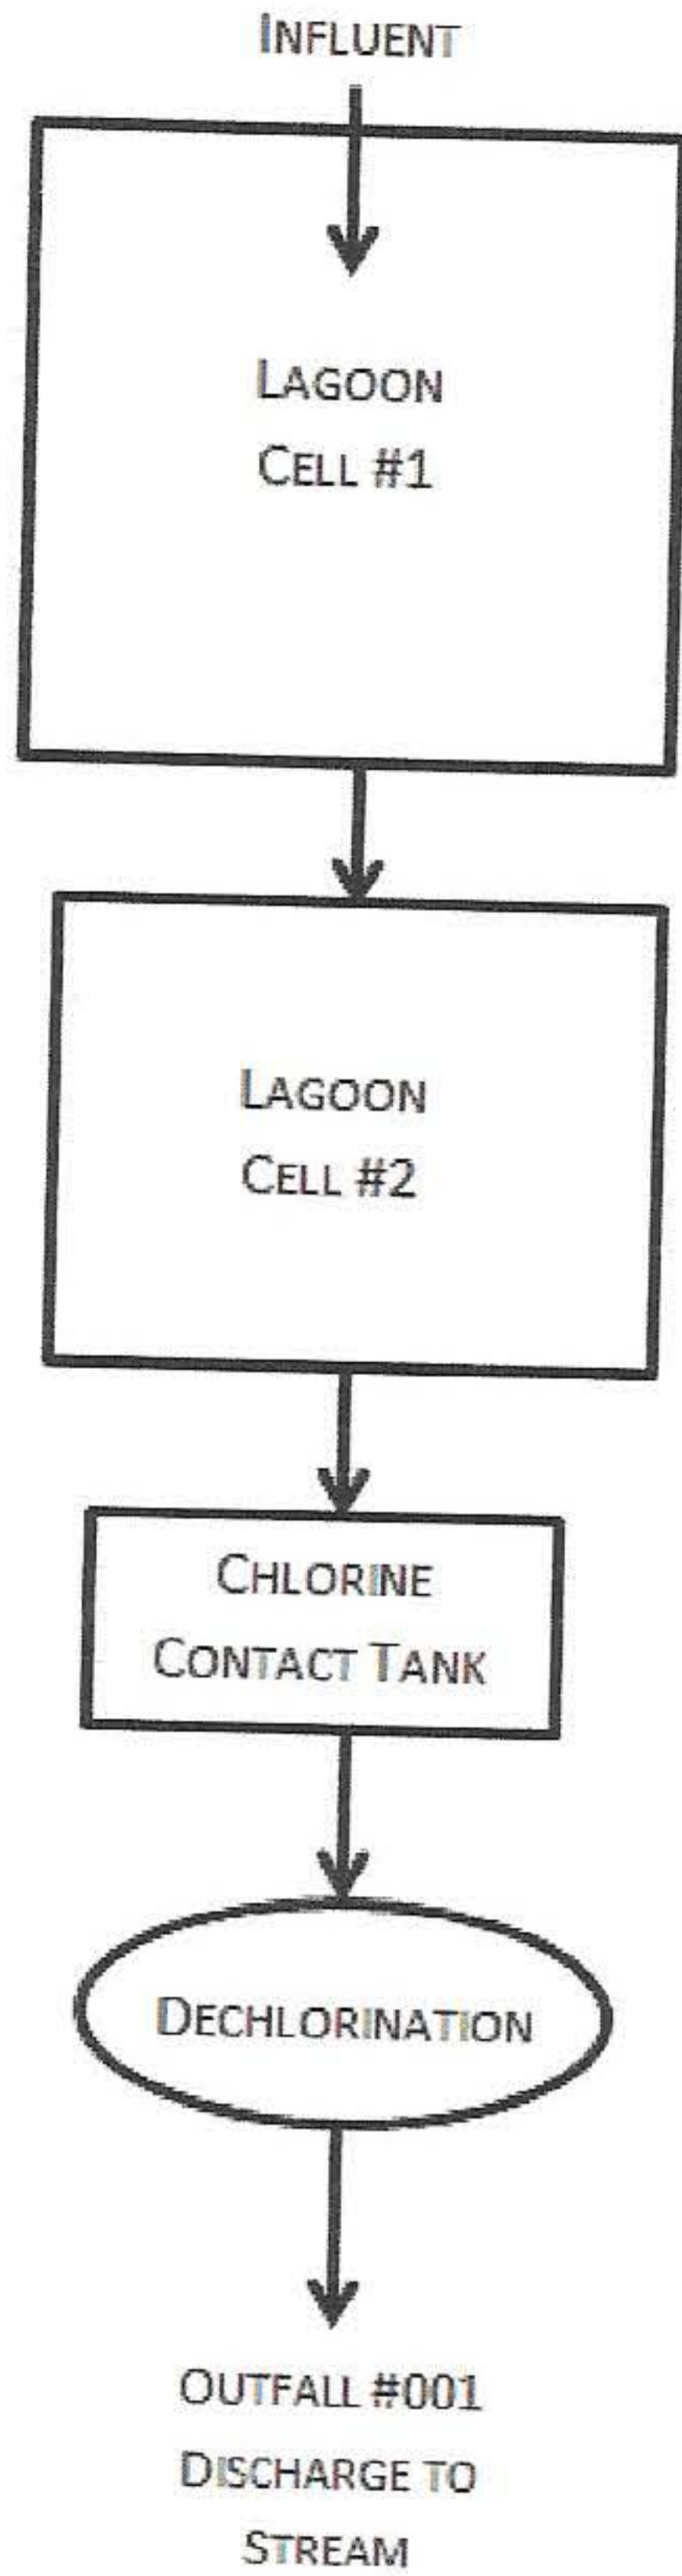 INFLUENT
LAGOON
CELL #1
LAGOON
CELL #2
CHLORINE
CONTACT TANK
DECHLORINATION
OUTFALL #001
DISCHARGE TO
STREAM